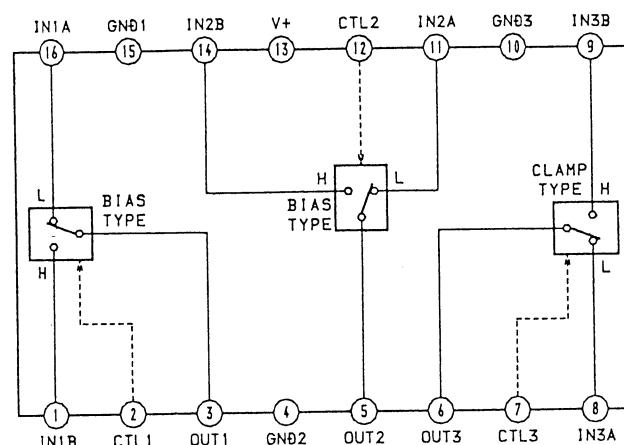 IN1A GND1 IN2B V+ CTL2 IN2A GND3 IN3B
16 15 14 13 12 11 10 9
L
BIAS
TYPE
H
H
L
BIAS
TYPE
CLAMP
TYPE
H
L
1 2 3 4 5 6 7 8
IN1B CTL1 OUT1 GND2 OUT2 OUT3 CTL3 IN3A